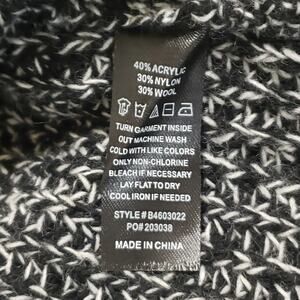 40% ACRYLIC
30% NYLON
30% WOOL
TURN GARMENT INSIDE
OUT MACHINE WASH
COLD WITH LIKE COLORS
ONLY NON-CHLORINE
BLEACH IF NECESSARY
LAY FLAT TO DRY
COOL IRON IF NEEDED
STYLE # B4603022
PO# 203038
MADE IN CHINA